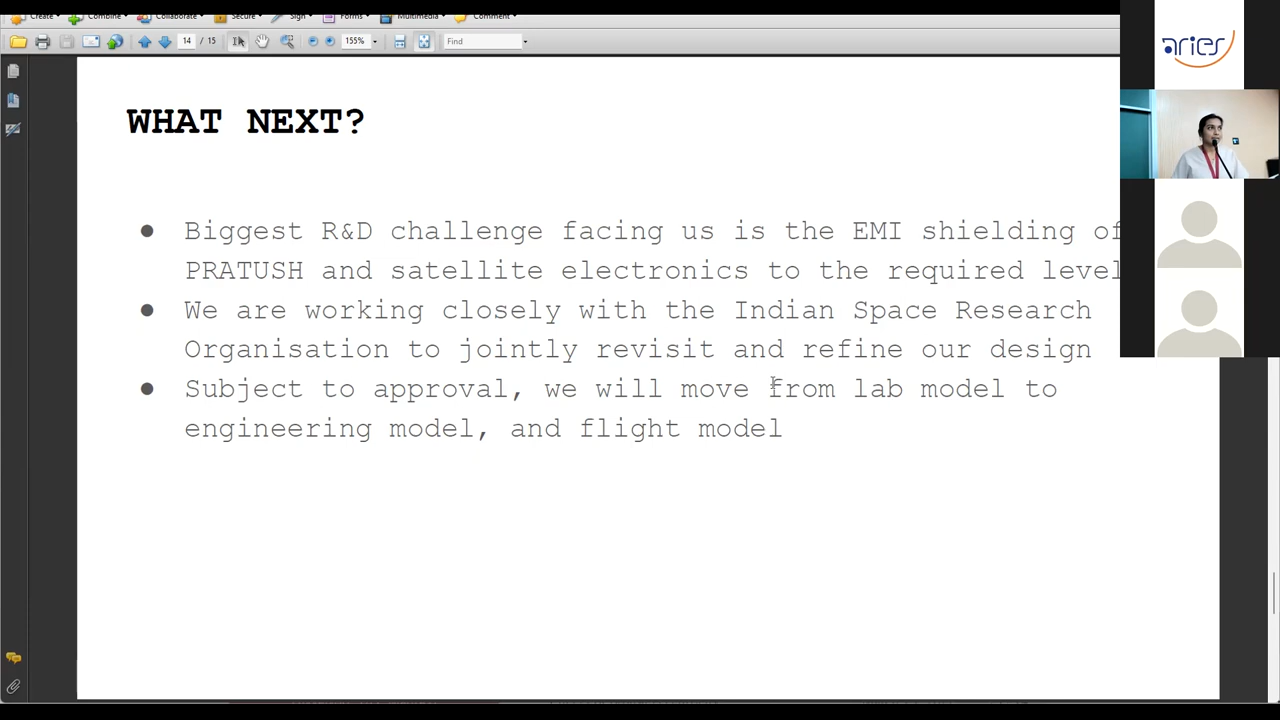 Create
Combine
Collaborate
Secure
Sign
Forms
Multimedia
Comment
14 / 15
155%
Find
aries
WHAT NEXT?
● Biggest R&D challenge facing us is the EMI shielding of
PRATUSH and satellite electronics to the required level
● We are working closely with the Indian Space Research
Organisation to jointly revisit and refine our design
● Subject to approval, we will move from lab model to
engineering model, and flight model